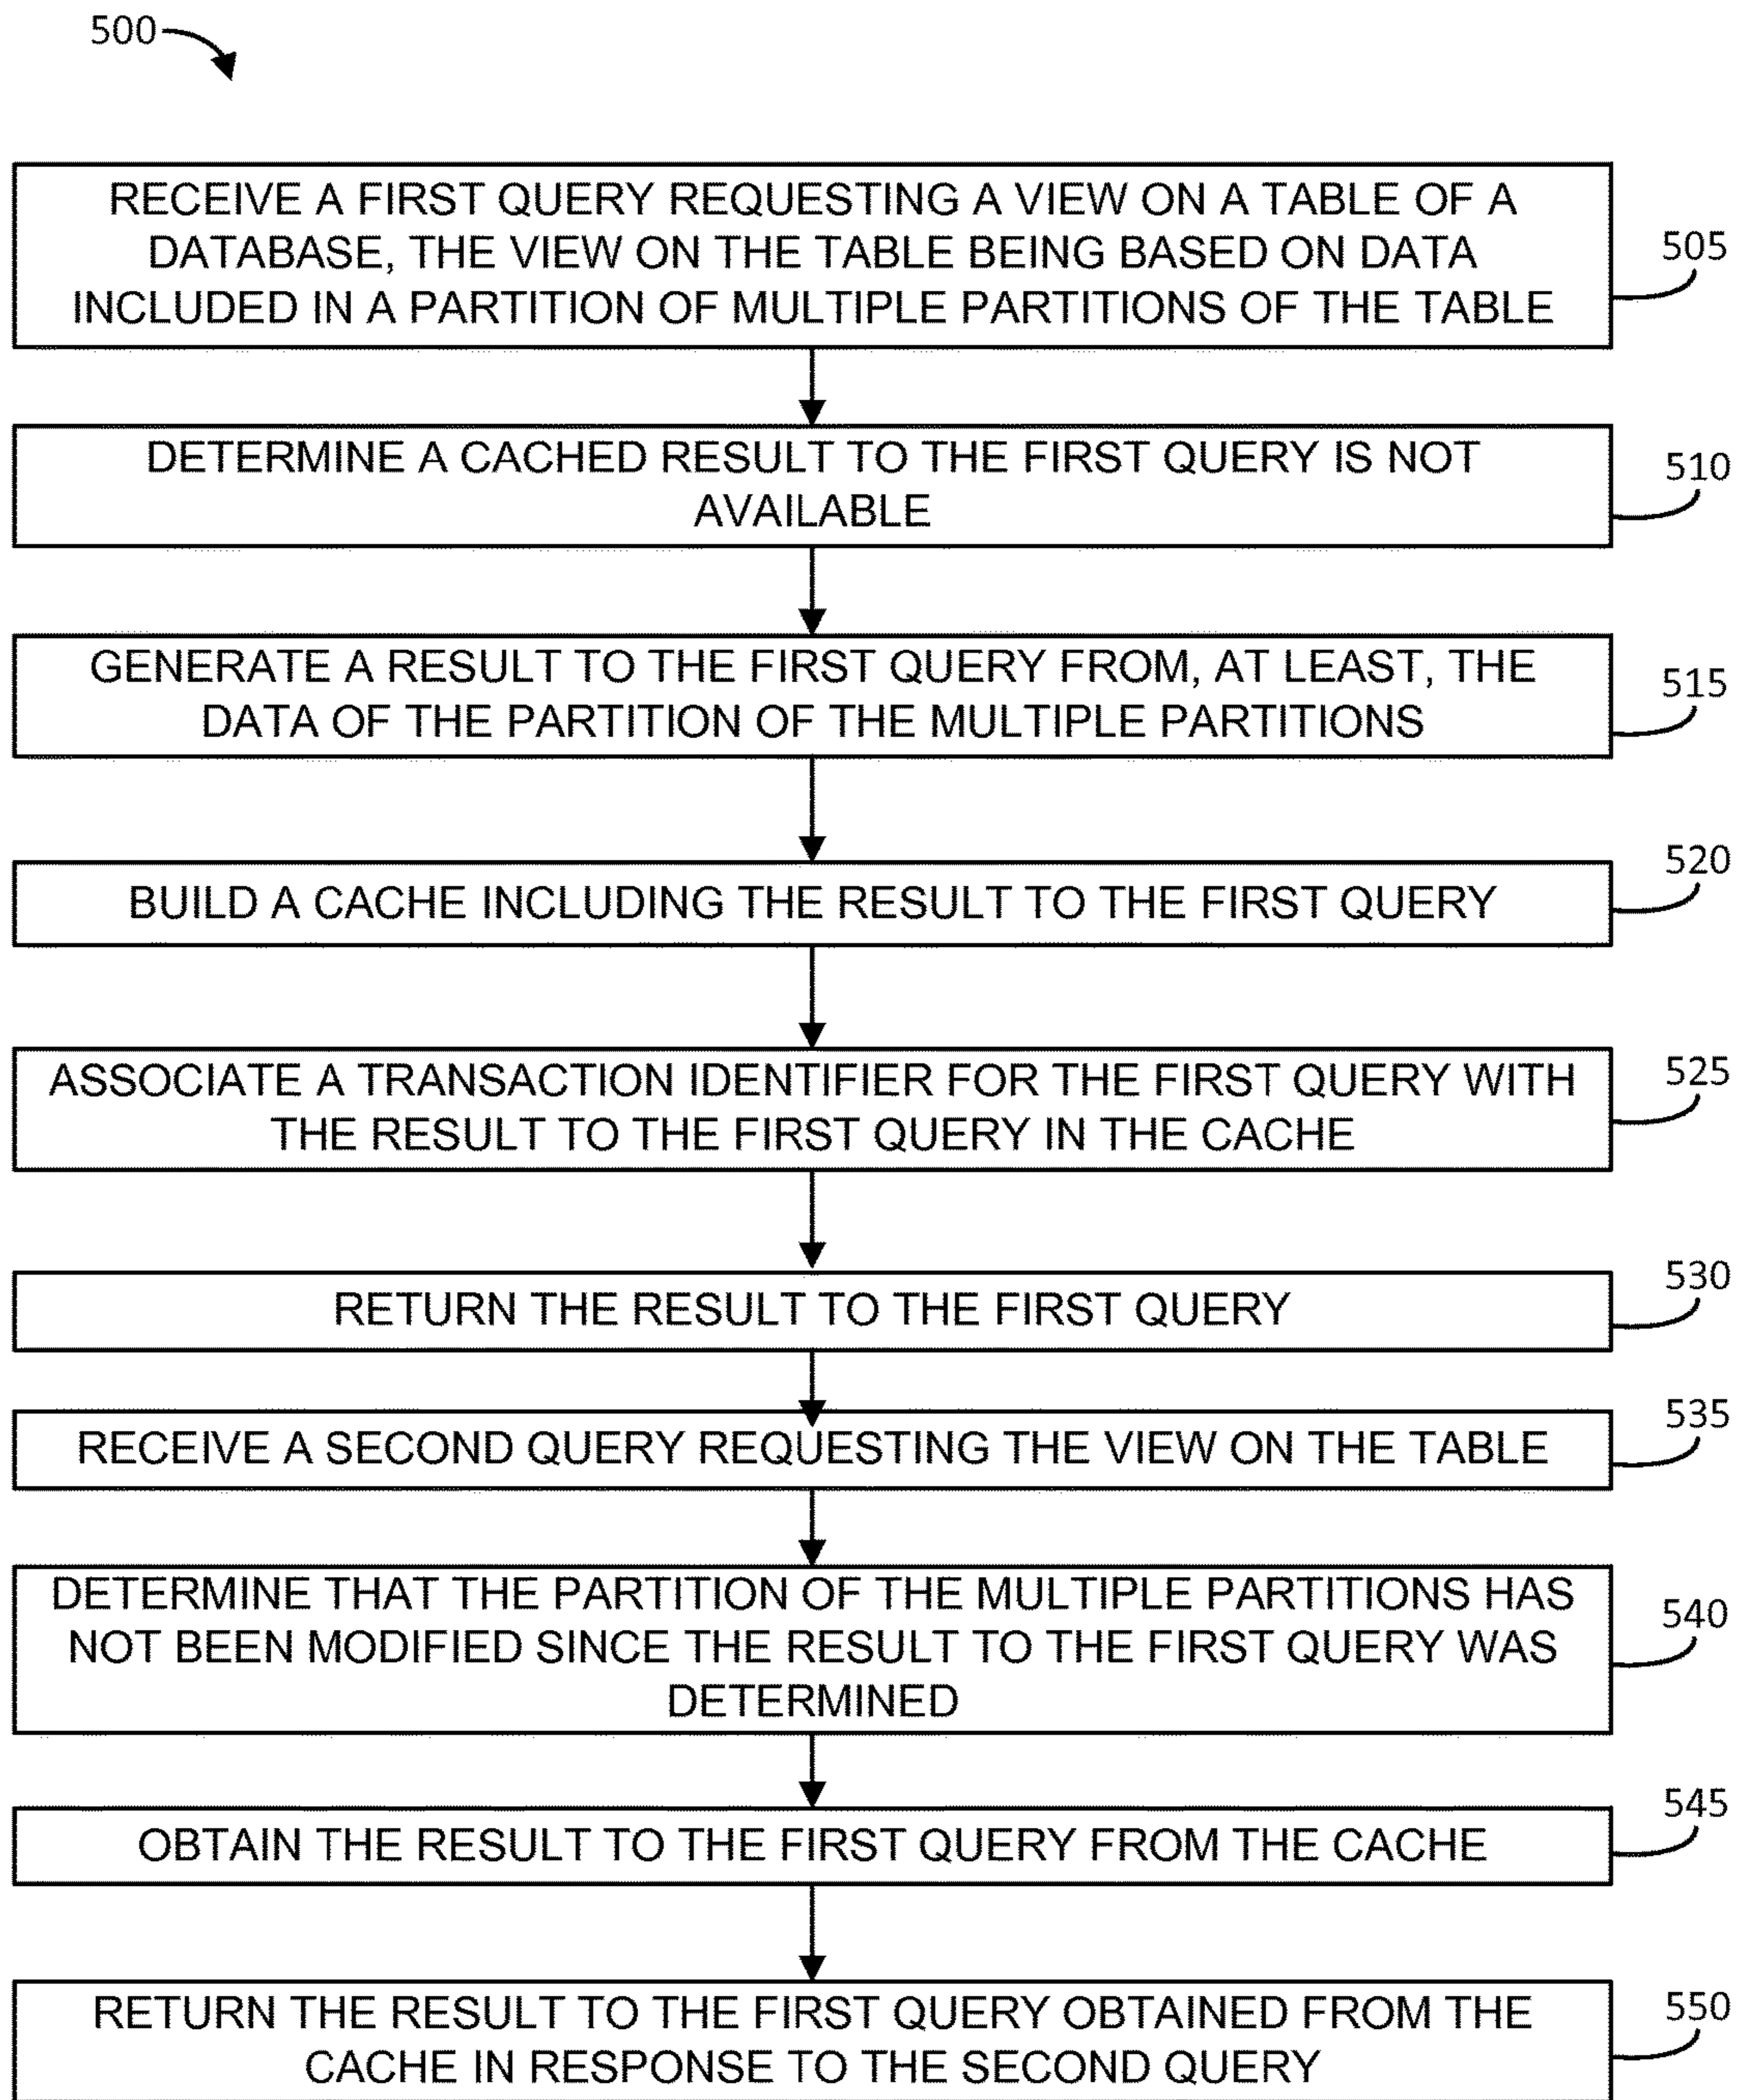 500
RECEIVE A FIRST QUERY REQUESTING A VIEW ON A TABLE OF A
DATABASE, THE VIEW ON THE TABLE BEING BASED ON DATA
INCLUDED IN A PARTITION OF MULTIPLE PARTITIONS OF THE TABLE
505
DETERMINE A CACHED RESULT TO THE FIRST QUERY IS NOT
AVAILABLE
510
GENERATE A RESULT TO THE FIRST QUERY FROM, AT LEAST, THE
DATA OF THE PARTITION OF THE MULTIPLE PARTITIONS
515
BUILD A CACHE INCLUDING THE RESULT TO THE FIRST QUERY
520
ASSOCIATE A TRANSACTION IDENTIFIER FOR THE FIRST QUERY WITH
THE RESULT TO THE FIRST QUERY IN THE CACHE
525
RETURN THE RESULT TO THE FIRST QUERY
530
RECEIVE A SECOND QUERY REQUESTING THE VIEW ON THE TABLE
535
DETERMINE THAT THE PARTITION OF THE MULTIPLE PARTITIONS HAS
NOT BEEN MODIFIED SINCE THE RESULT TO THE FIRST QUERY WAS
DETERMINED
540
OBTAIN THE RESULT TO THE FIRST QUERY FROM THE CACHE
545
RETURN THE RESULT TO THE FIRST QUERY OBTAINED FROM THE
CACHE IN RESPONSE TO THE SECOND QUERY
550